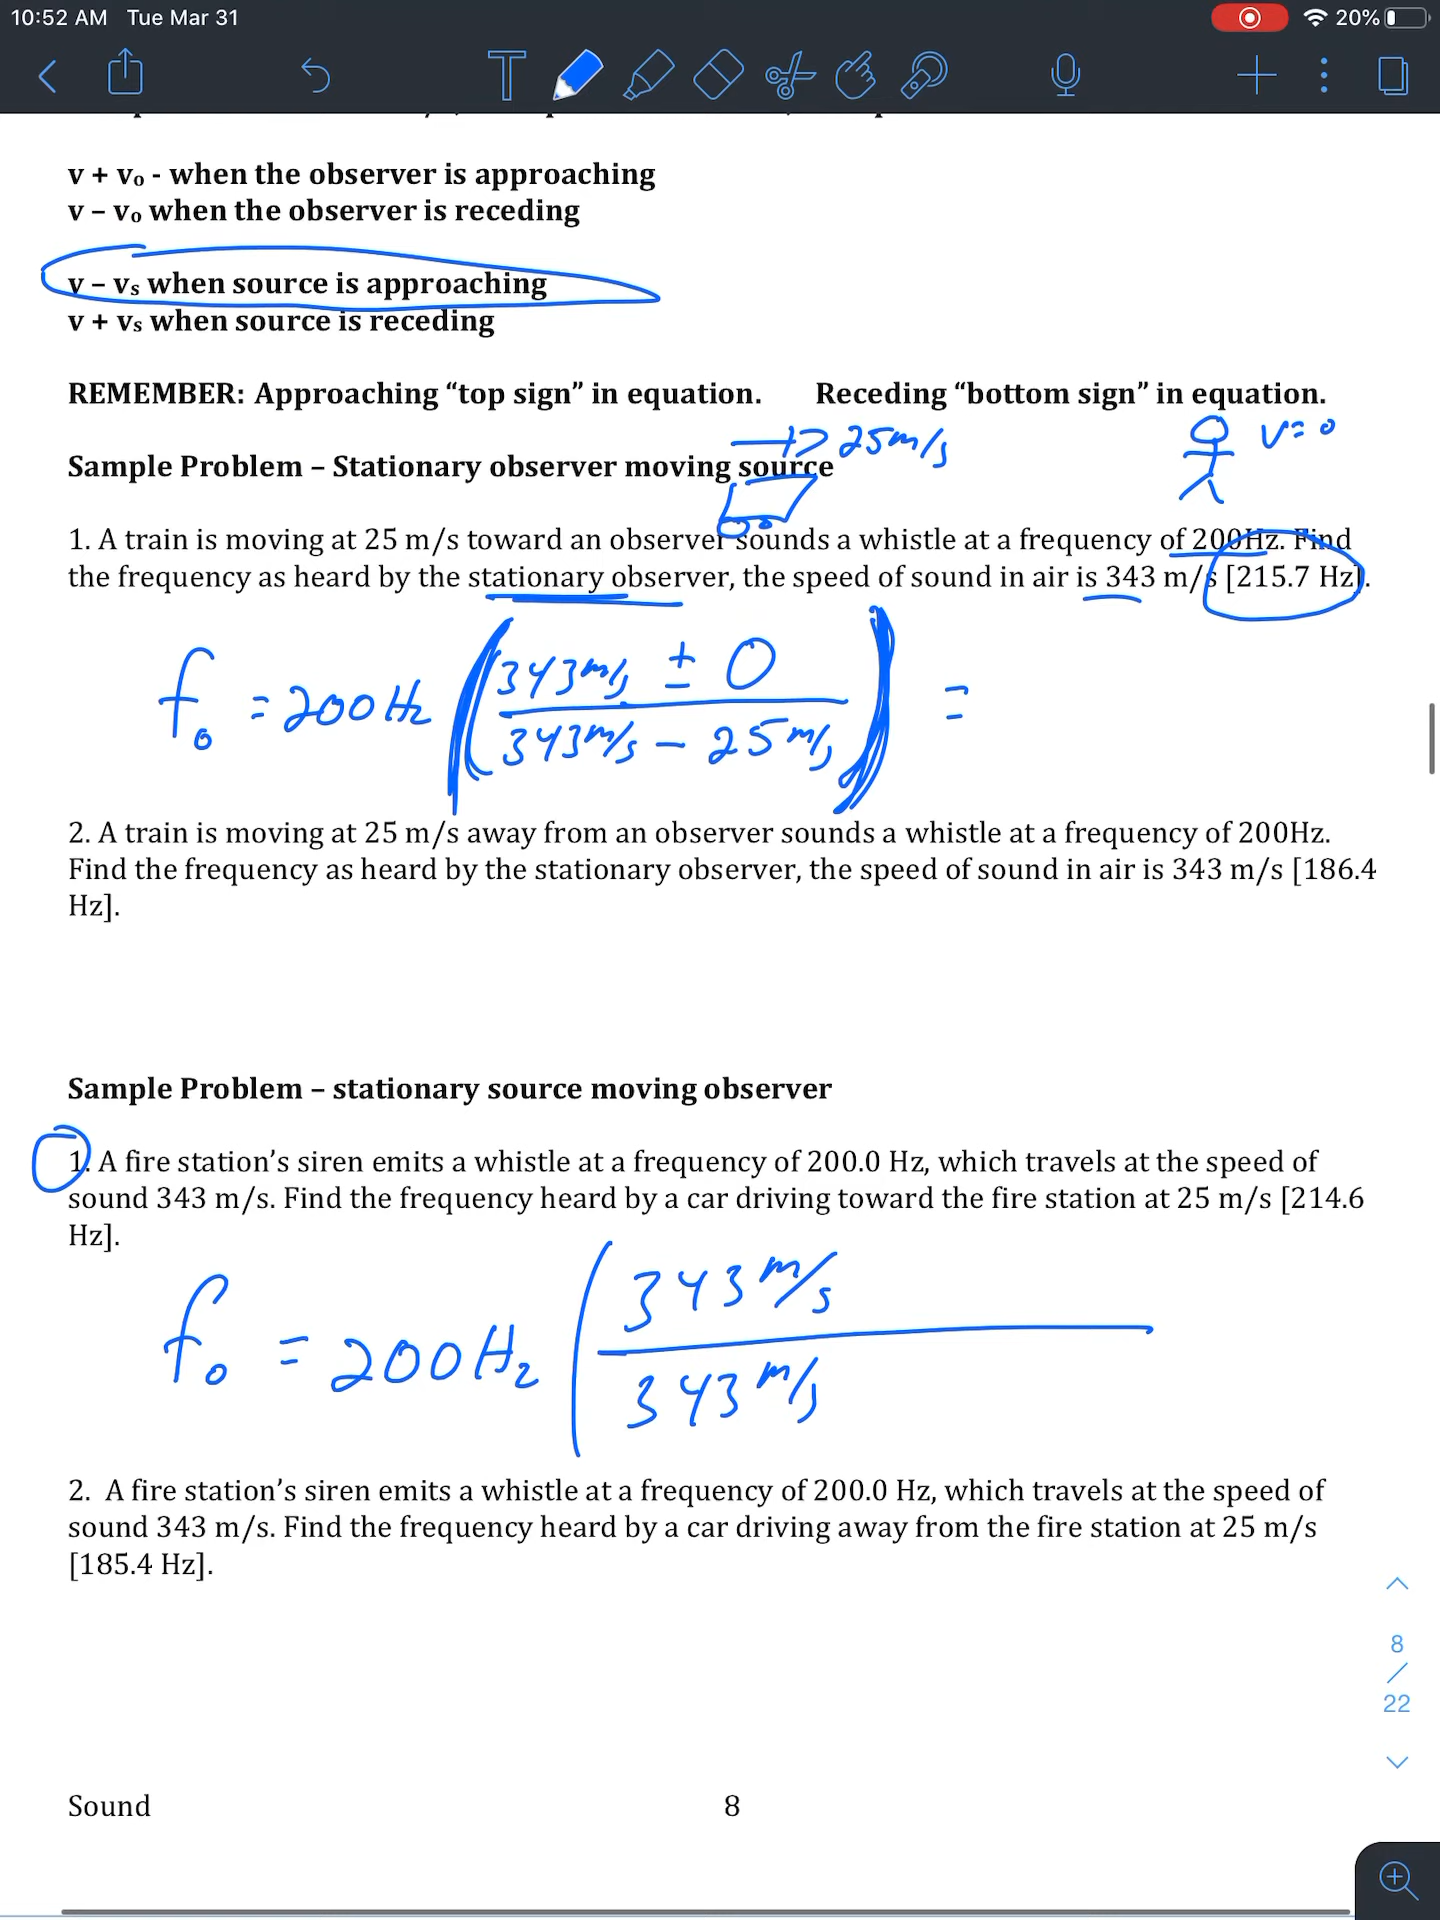 10:52 AM Tue Mar 31
20%
v + vₒ - when the observer is approaching
v – vₒ when the observer is receding
v – vₛ when source is approaching
v + vₛ when source is receding
REMEMBER: Approaching “top sign” in equation. Receding “bottom sign” in equation.
25m/s
v = 0
Sample Problem – Stationary observer moving source
1. A train is moving at 25 m/s toward an observer sounds a whistle at a frequency of 200Hz. Find
the frequency as heard by the stationary observer, the speed of sound in air is 343 m/s [215.7 Hz].
fₒ = 200 Hz (343 m/s ± 0
343 m/s – 25 m/s) =
2. A train is moving at 25 m/s away from an observer sounds a whistle at a frequency of 200Hz.
Find the frequency as heard by the stationary observer, the speed of sound in air is 343 m/s [186.4
Hz].
Sample Problem – stationary source moving observer
1. A fire station’s siren emits a whistle at a frequency of 200.0 Hz, which travels at the speed of
sound 343 m/s. Find the frequency heard by a car driving toward the fire station at 25 m/s [214.6
Hz].
fₒ = 200 Hz (343 m/s
343 m/s
2. A fire station’s siren emits a whistle at a frequency of 200.0 Hz, which travels at the speed of
sound 343 m/s. Find the frequency heard by a car driving away from the fire station at 25 m/s
[185.4 Hz].
8
/
22
Sound 8